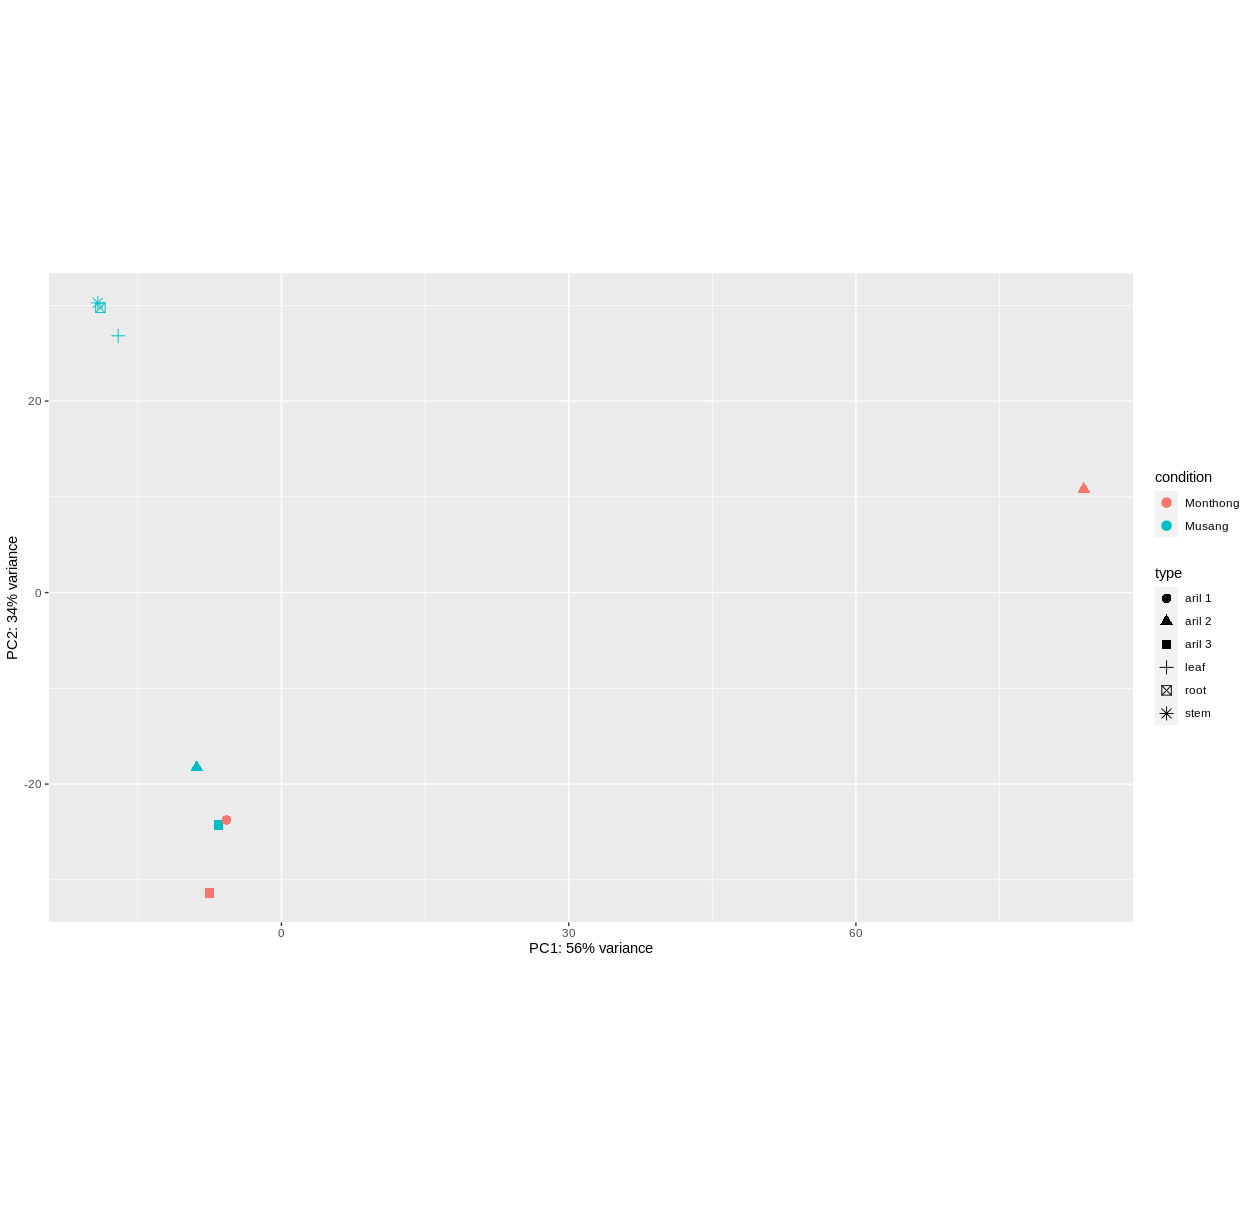 20
0
-20
0
30
60
PC1: 56% variance
PC2: 34% variance
condition
Monthong
Musang
type
aril 1
aril 2
aril 3
leaf
root
stem